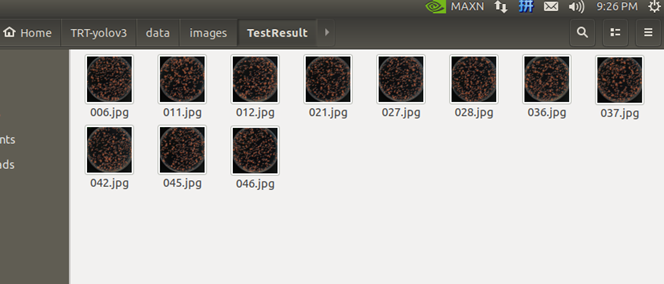 MAXN 拼 9:26 PM
Home TRT-yolov3 data images TestResult
006.jpg 011.jpg 012.jpg 021.jpg 027.jpg 028.jpg 036.jpg 037.jpg
nts
042.jpg 045.jpg 046.jpg
ads